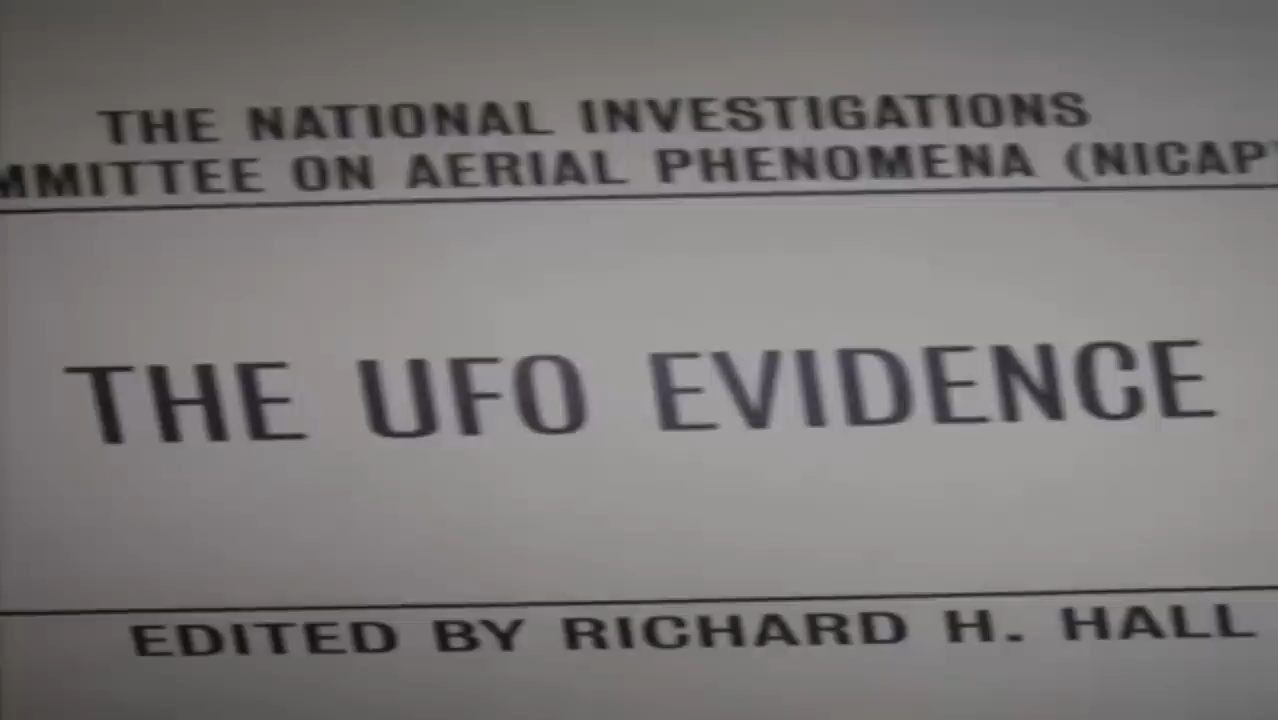 THE NATIONAL INVESTIGATIONS
MMITTEE ON AERIAL PHENOMENA (NICAP
THE UFO EVIDENCE
EDITED BY RICHARD H. HALL